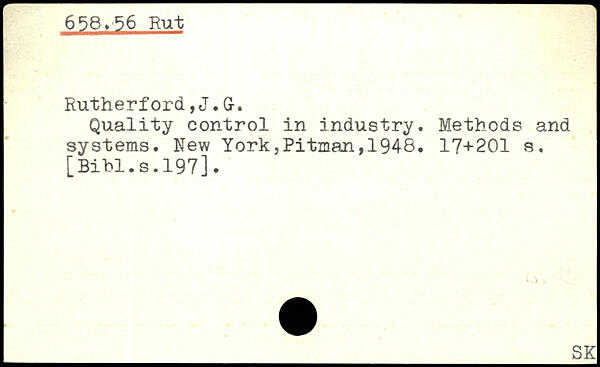 658.56 Rut
Rutherford,J.G.
Quality control in industry. Methods and
systems. New York,Pitman,1948. 17+201 s.
[Bibl.s.197].
SK